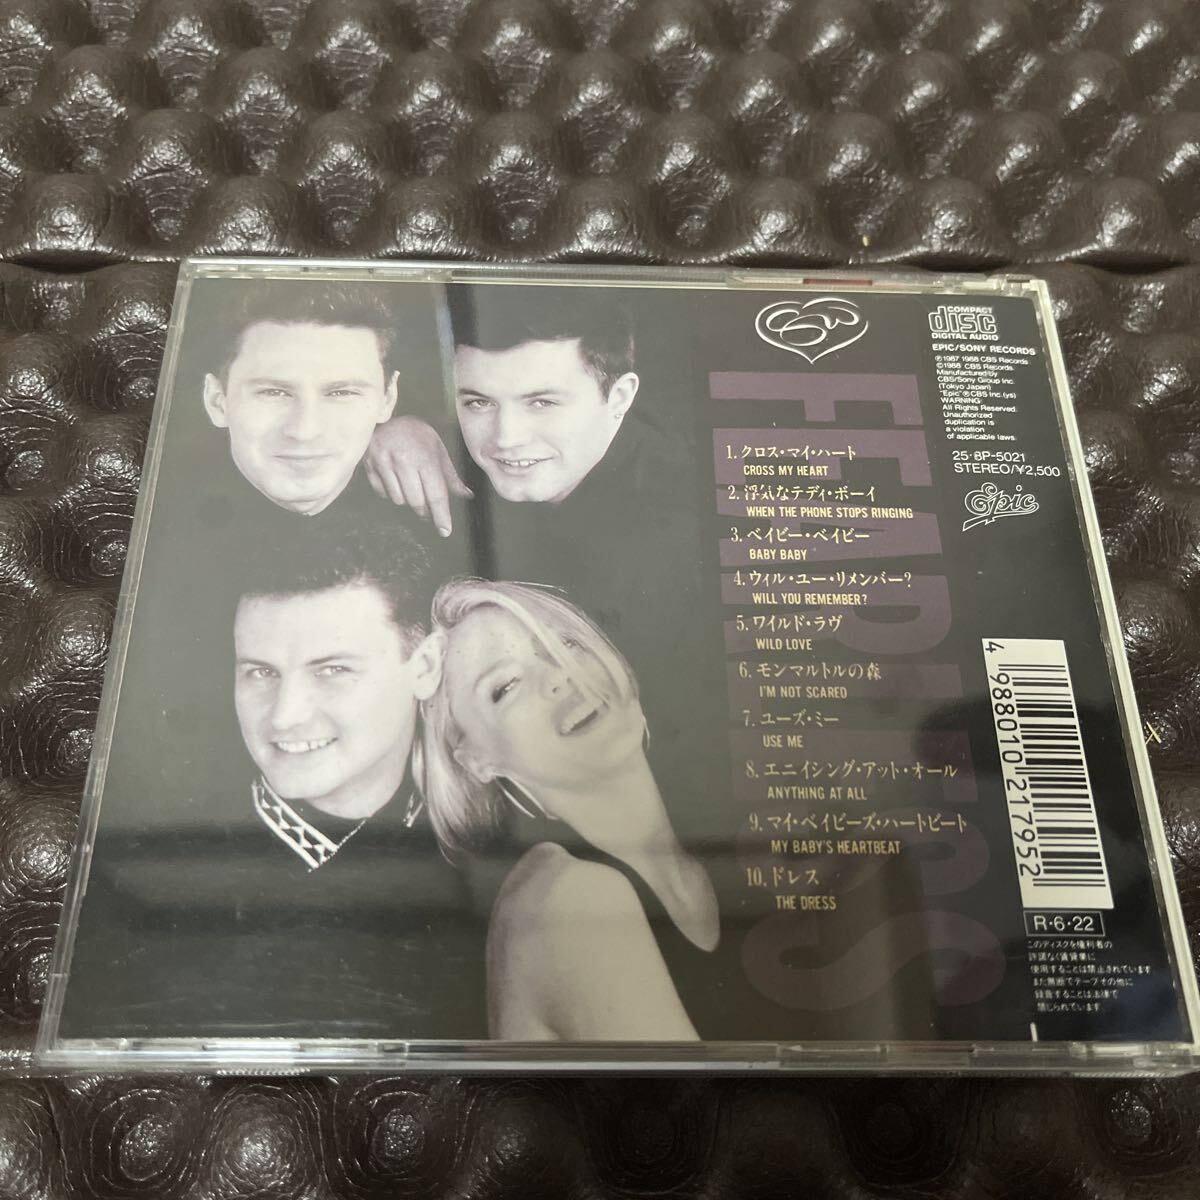 SW
FEARLESS
1. クロス・マイ・ハート
CROSS MY HEART
2. 浮気なテディ・ボーイ
WHEN THE PHONE STOPS RINGING
3. ベイビー・ベイビー
BABY BABY
4. ウィル・ユー・リメンバー?
WILL YOU REMEMBER?
5. ワイルド・ラヴ
WILD LOVE
6. モンマルトルの森
I'M NOT SCARED
7. ユーズ・ミー
USE ME
8. エニイシング・アット・オール
ANYTHING AT ALL
9. マイ・ベイビーズ・ハートビート
MY BABY'S HEARTBEAT
10. ドレス
THE DRESS
COMPACT
disc
DIGITAL AUDIO
EPIC/SONY RECORDS
Ⓟ1987 1988 CBS Records
©1988 CBS Records.
Manufactured by
CBS/Sony Group Inc.
(Tokyo Japan)
"Epic" ® CBS Inc. (ys)
WARNING:
All Rights Reserved.
Unauthorized
duplication is
a violation
of applicable laws.
25・8P-5021
STEREO/¥2,500
Epic
4 988010 217952
R・6・22
このディスクを権利者の
許諾なく賃貸業に
使用することは禁止されています
また無断でテープその他に
録音することは法律で
禁じられています